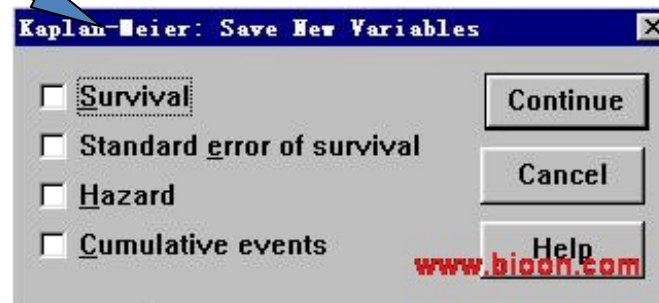 Kaplan-Meier: Save New Variables
Survival
Continue
Standard error of survival
Cancel
Hazard
Cumulative events
Help
www.bioon.com